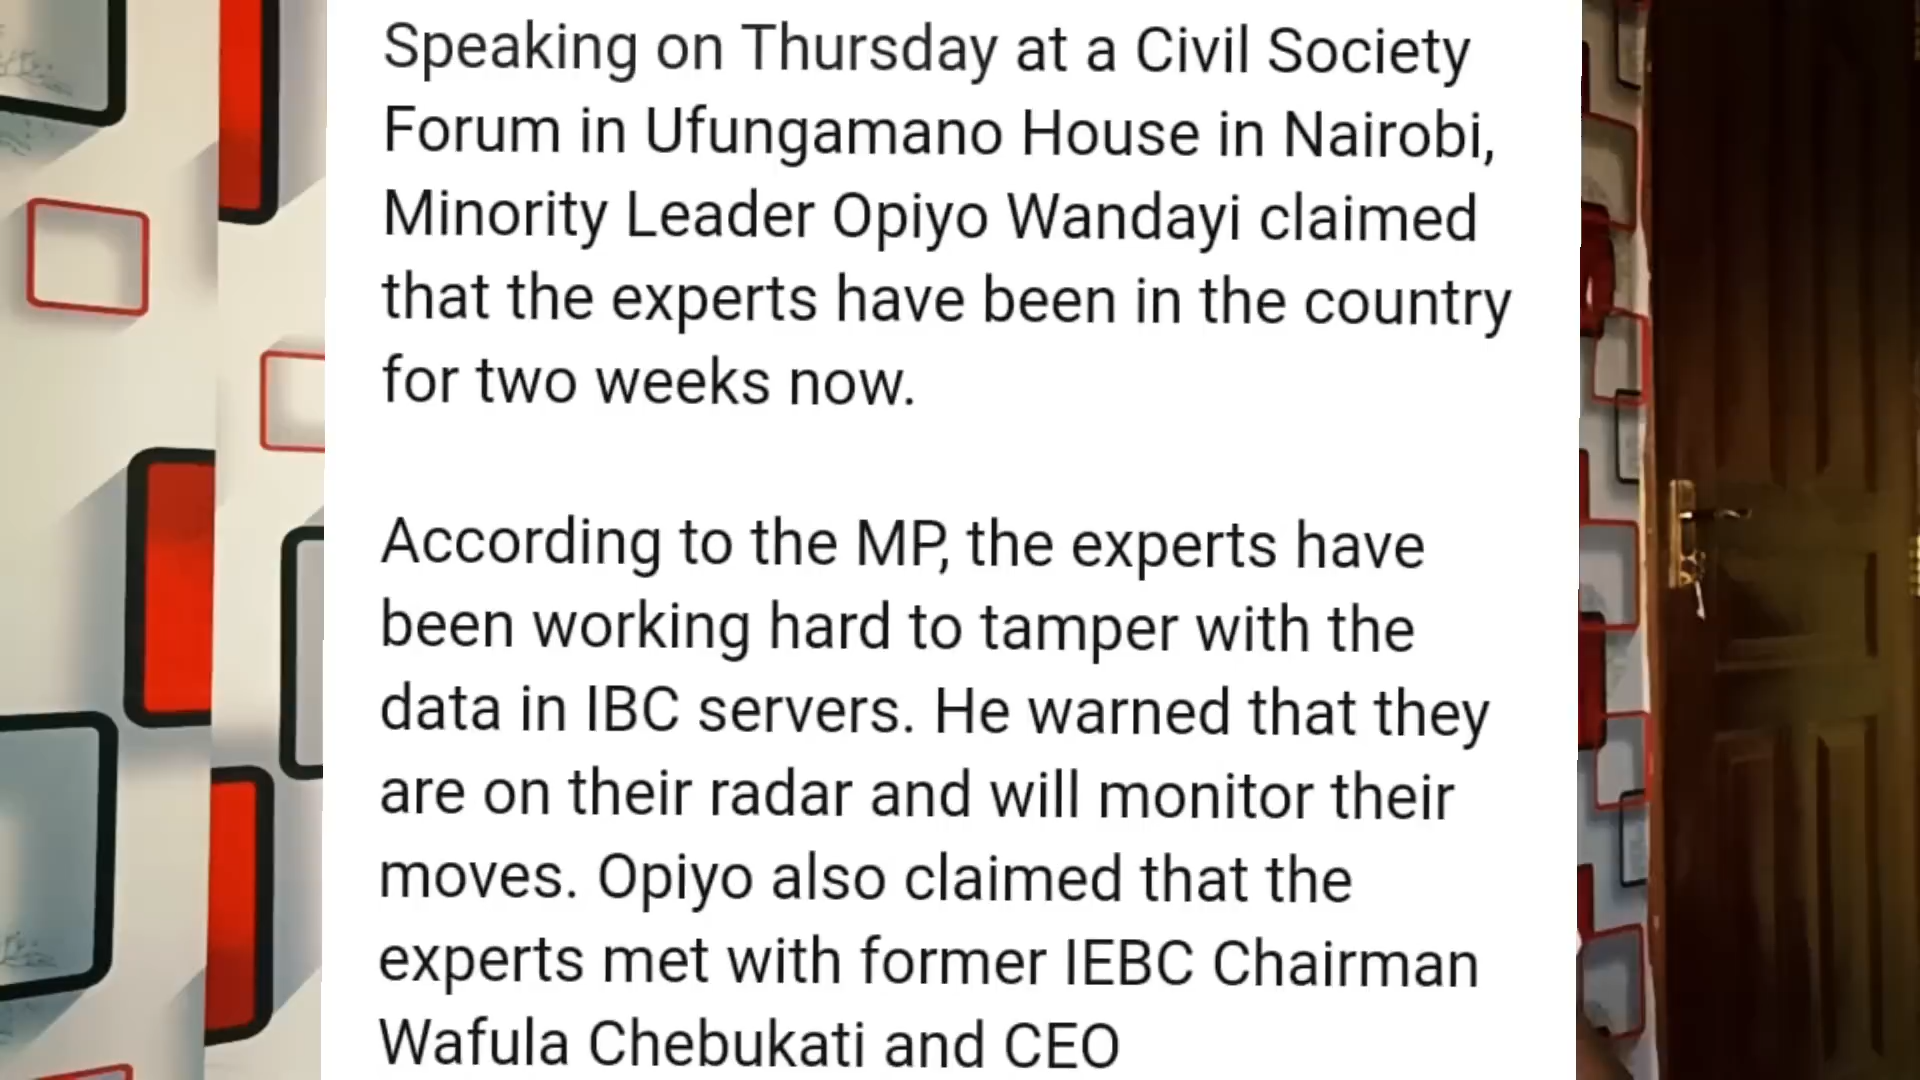 Speaking on Thursday at a Civil Society
Forum in Ufungamano House in Nairobi,
Minority Leader Opiyo Wandayi claimed
that the experts have been in the country
for two weeks now.
According to the MP, the experts have
been working hard to tamper with the
data in IBC servers. He warned that they
are on their radar and will monitor their
moves. Opiyo also claimed that the
experts met with former IEBC Chairman
Wafula Chebukati and CEO